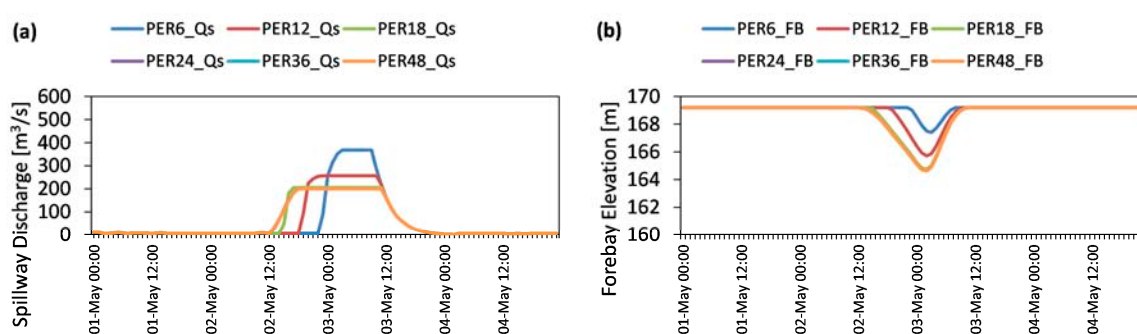 (a)
PER6_Qs PER12_Qs PER18_Qs
PER24_Qs PER36_Qs PER48_Qs
Spillway Discharge [m³/s]
600
500
400
300
200
100
0
01-May 00:00
01-May 12:00
02-May 00:00
02-May 12:00
03-May 00:00
03-May 12:00
04-May 00:00
04-May 12:00
(b)
PER6_FB PER12_FB PER18_FB
PER24_FB PER36_FB PER48_FB
Forebay Elevation [m]
170
168
166
164
162
160
01-May 00:00
01-May 12:00
02-May 00:00
02-May 12:00
03-May 00:00
03-May 12:00
04-May 00:00
04-May 12:00